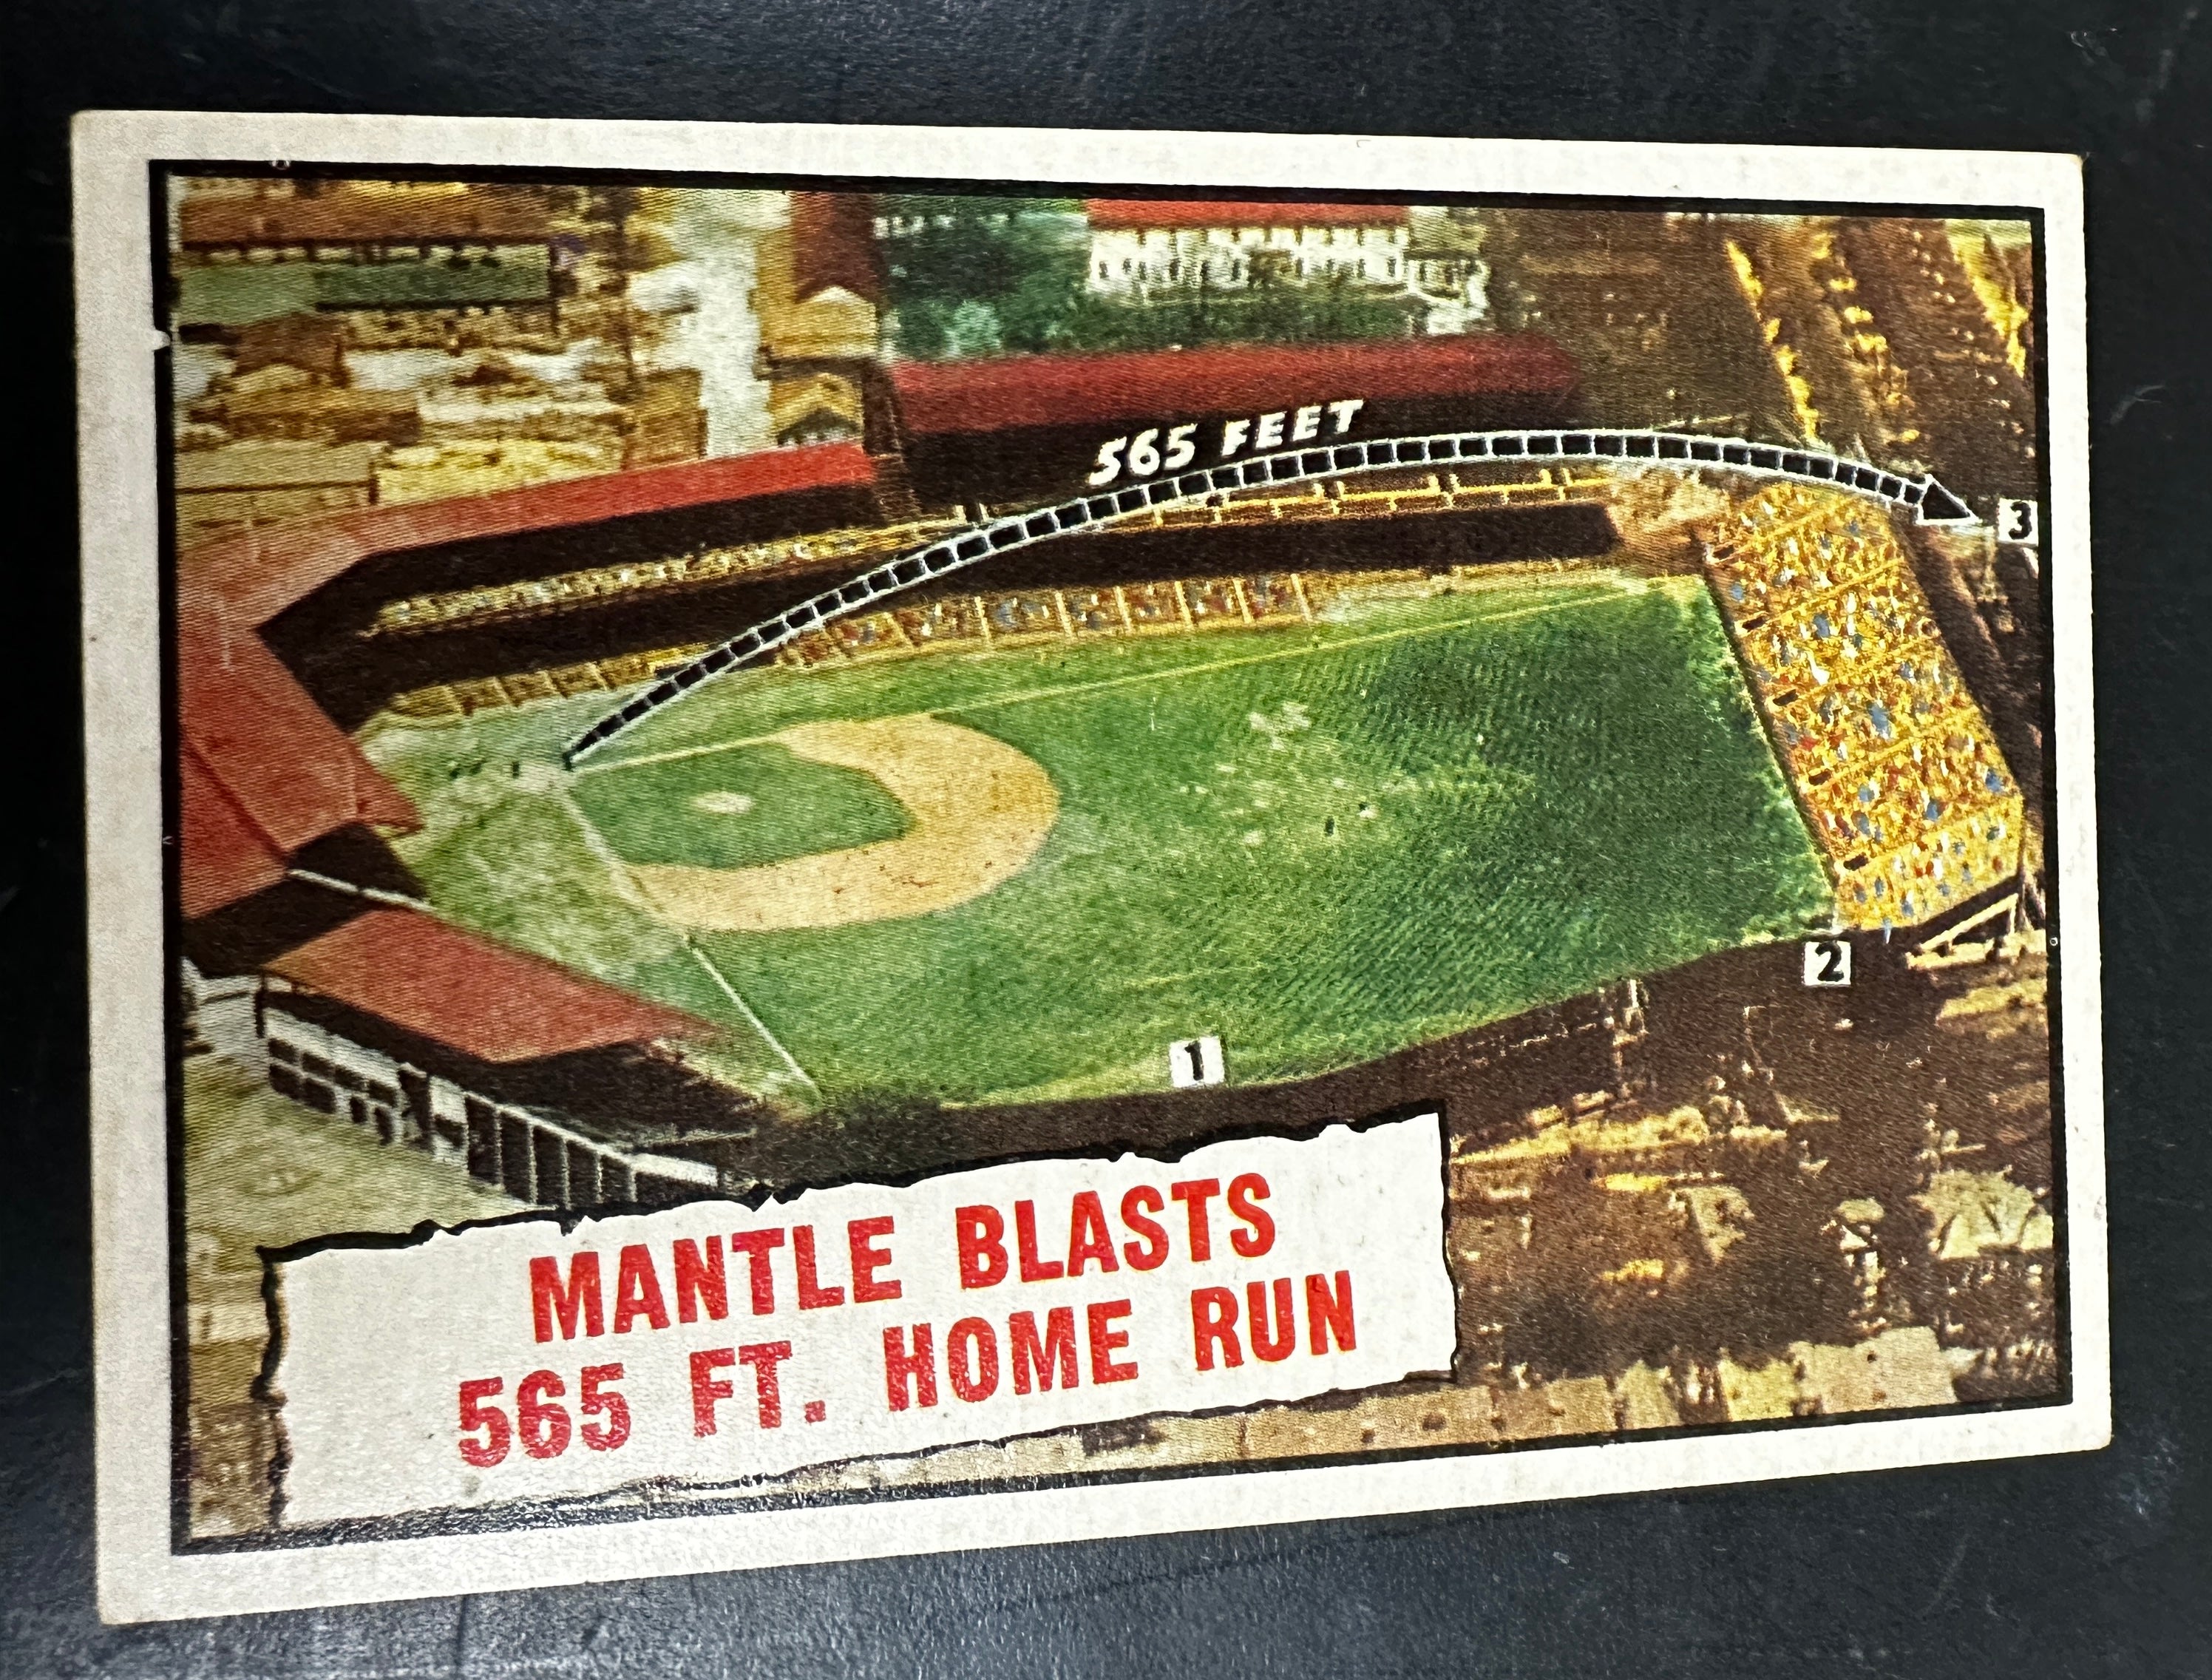 565 FEET
3
2
1
MANTLE BLASTS
565 FT. HOME RUN